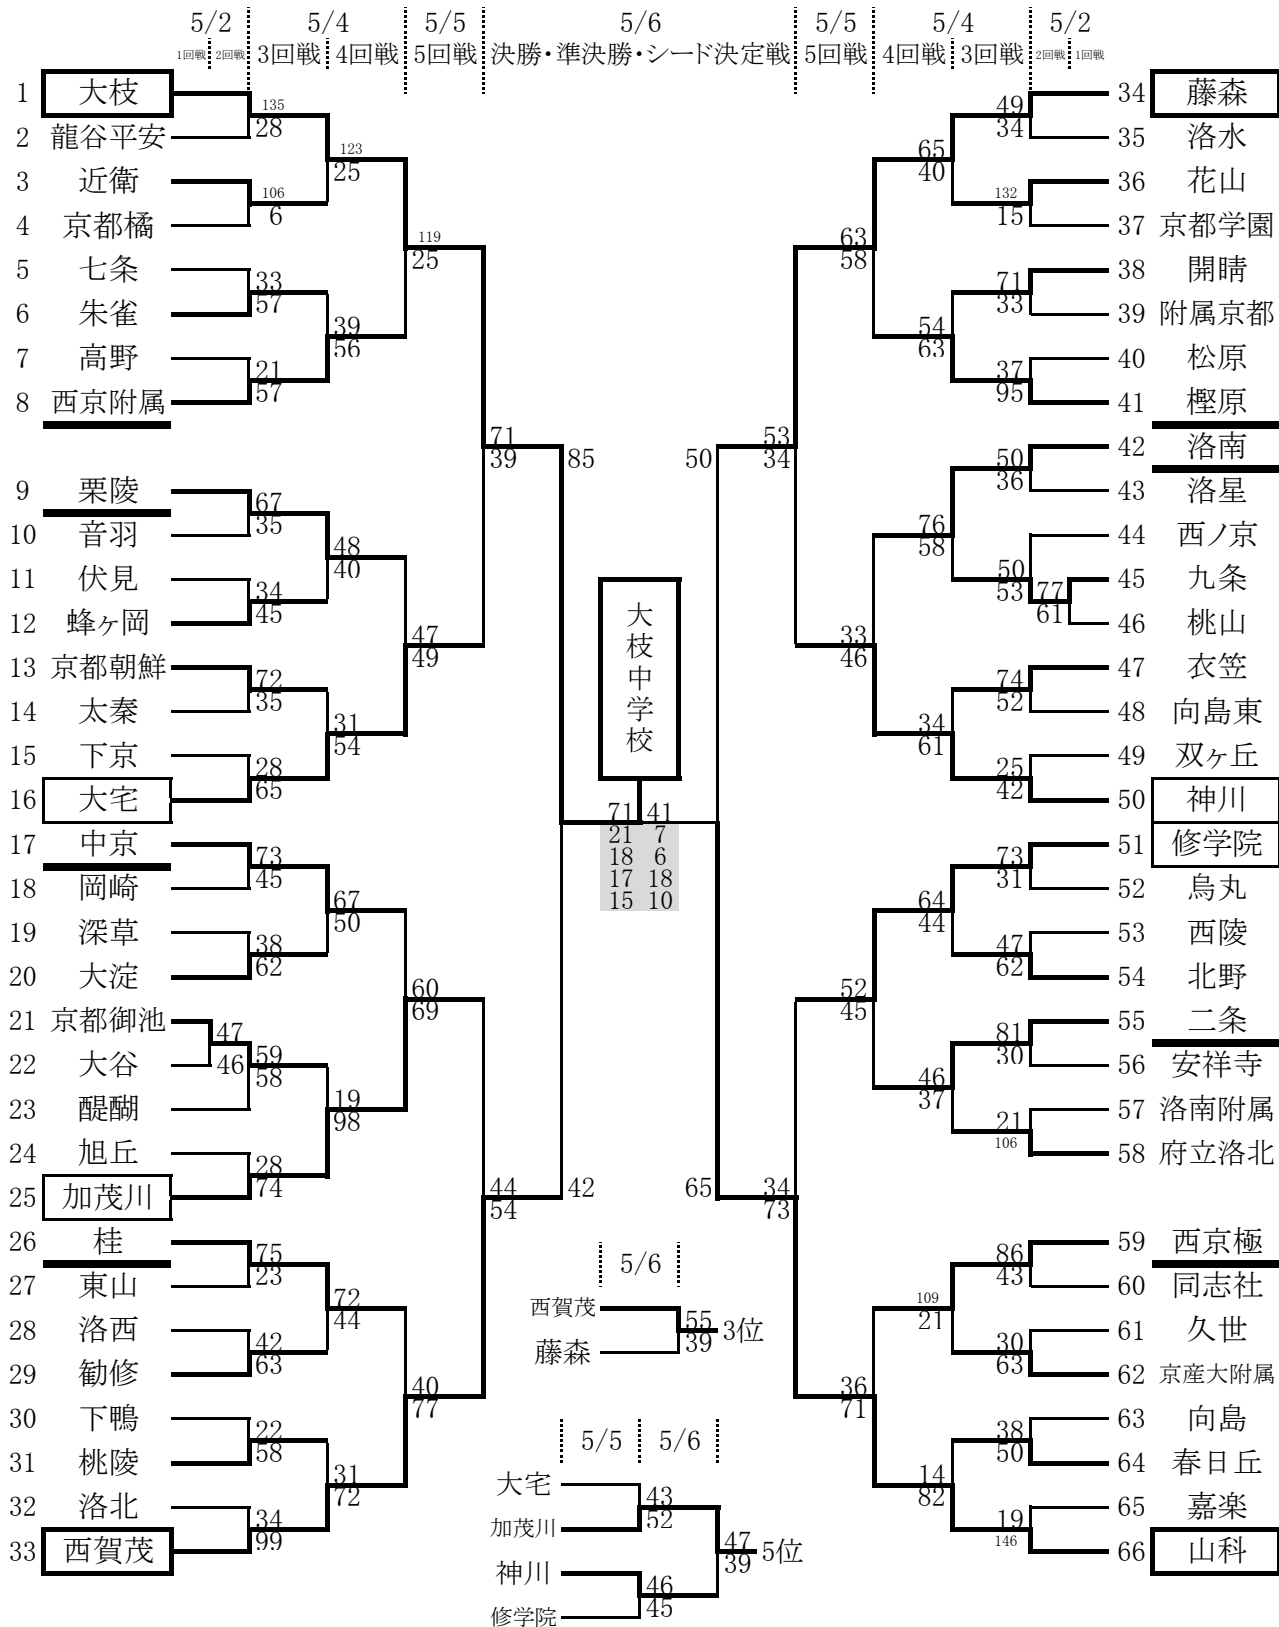 5/2 5/4 5/5 5/6 5/5 5/4 5/2
1回戦 2回戦 3回戦 4回戦 5回戦 決勝・準決勝・シード決定戦 5回戦 4回戦 3回戦 2回戦 1回戦
1 大枝 34 藤森
135 49
28 34
2 龍谷平安 35 洛水
123 65
25 40
3 近衛 36 花山
106 132
6 15
4 京都橘 37 京都学園
119 63
25 58
5 七条 38 開晴
33 71
57 33
6 朱雀 39 附属京都
39 54
56 63
7 高野 40 松原
21 37
57 95
8 西京附属 41 樫原
71 85 50 53
39 34
42 洛南
50
36
9 栗陵 43 洛星
67
35
10 音羽 44 西ノ京
48 76
40 58
11 伏見 45 九条
34 50 77
45 53 61
12 蜂ヶ岡 46 桃山
47 33
49 46
13 京都朝鮮 47 衣笠
72 74
35 52
14 太秦 48 向島東
31 34
54 61
15 下京 49 双ヶ丘
28 25
65 42
16 大宅 50 神川
大枝中学校
71 41
21 7
18 6
17 18
15 10
17 中京 51 修学院
73 73
45 31
18 岡崎 52 烏丸
67 64
50 44
19 深草 53 西陵
38 47
62 62
20 大淀 54 北野
60 52
69 45
21 京都御池 55 二条
47 59 81
46 58 30
22 大谷 56 安祥寺
19 46
98 37
23 醍醐 57 洛南附属
21
106
24 旭丘 58 府立洛北
28
74
25 加茂川
44 42 65 34
54 73
26 桂 59 西京極
75 86
23 43
27 東山 60 同志社
72 109
44 21
28 洛西 61 久世
42 30
63 63
29 勧修 62 京産大附属
40 36
77 71
30 下鴨 63 向島
22 38
58 50
31 桃陵 64 春日丘
31 14
72 82
32 洛北 65 嘉楽
34 19
99 146
33 西賀茂 66 山科
5/6
西賀茂
55
39 3位
藤森
5/5 5/6
大宅
43
52
加茂川
47
39 5位
神川
46
45
修学院